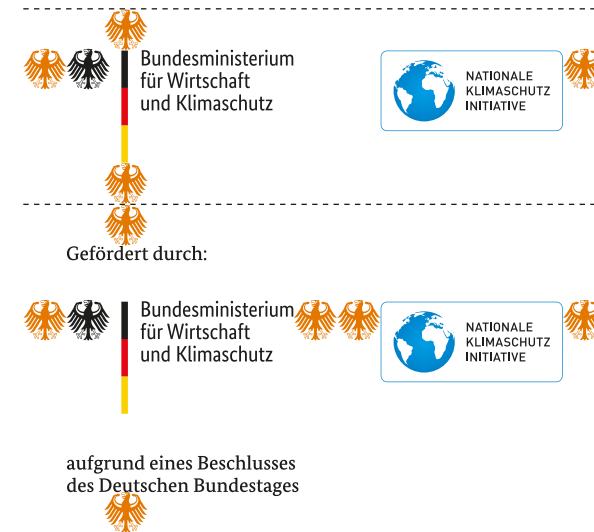 Bundesministerium
für Wirtschaft
und Klimaschutz
NATIONALE
KLIMASCHUTZ
INITIATIVE
Gefördert durch:
Bundesministerium
für Wirtschaft
und Klimaschutz
NATIONALE
KLIMASCHUTZ
INITIATIVE
aufgrund eines Beschlusses
des Deutschen Bundestages